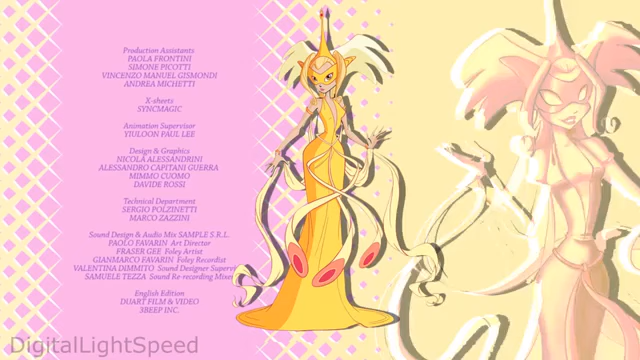 Production Assistants
PAOLA FRONTINI
SIMONE PICOTTI
VINCENZO MANUEL GISMONDI
ANDREA MICHETTI
X-sheets
SYNCMAGIC
Animation Supervisor
YIULOON PAUL LEE
Design & Graphics
NICOLA ALESSANDRINI
ALESSANDRO CAPITANI GUERRA
MIMMO CUOMO
DAVIDE ROSSI
Technical Department
SERGIO POLZINETTI
MARCO ZAZZINI
Sound Design & Audio Mix SAMPLE S.R.L.
PAOLO FAVARIN Art Director
FRASER GEE Foley Artist
GIANMARCO FAVARIN Foley Recordist
VALENTINA DIMMITO Sound Designer Supervi
SAMUELE TEZZA Sound Re-recording Mixe
English Edition
DUART FILM & VIDEO
3BEEP INC.
DigitalLightSpeed